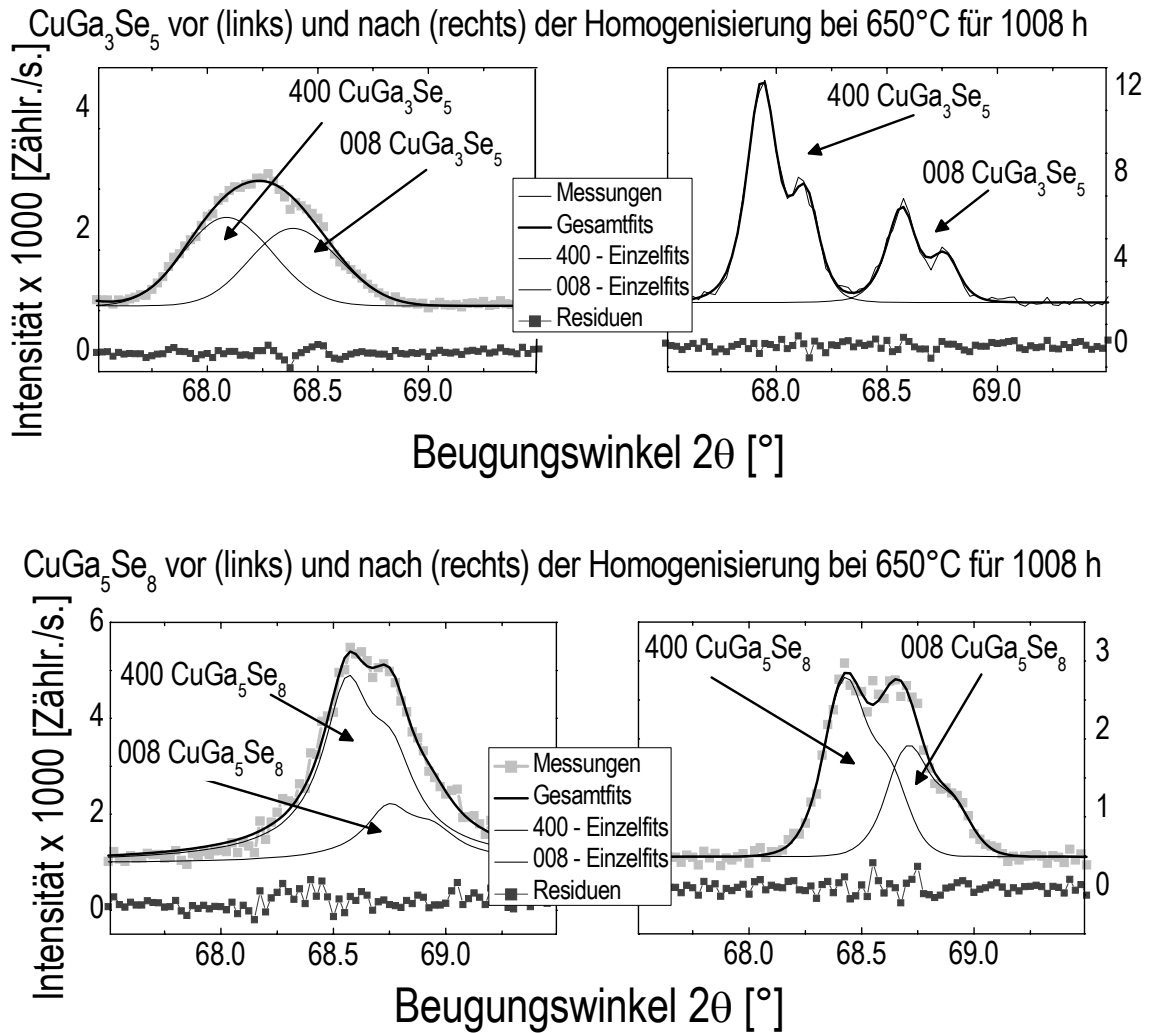 CuGa₃Se₅ vor (links) und nach (rechts) der Homogenisierung bei 650°C für 1008 h
Intensität x 1000 [Zählr./s.]
4
2
0
400 CuGa₃Se₅
008 CuGa₃Se₅
68.0 68.5 69.0
Messungen
Gesamtfits
400 - Einzelfits
008 - Einzelfits
Residuen
400 CuGa₃Se₅
008 CuGa₃Se₅
12
8
4
0
68.0 68.5 69.0
Beugungswinkel 2θ [°]
CuGa₅Se₈ vor (links) und nach (rechts) der Homogenisierung bei 650°C für 1008 h
Intensität x 1000 [Zählr./s.]
6
4
2
0
400 CuGa₅Se₈
008 CuGa₅Se₈
68.0 68.5 69.0
Messungen
Gesamtfits
400 - Einzelfits
008 - Einzelfits
Residuen
400 CuGa₅Se₈
008 CuGa₅Se₈
3
2
1
0
68.0 68.5 69.0
Beugungswinkel 2θ [°]